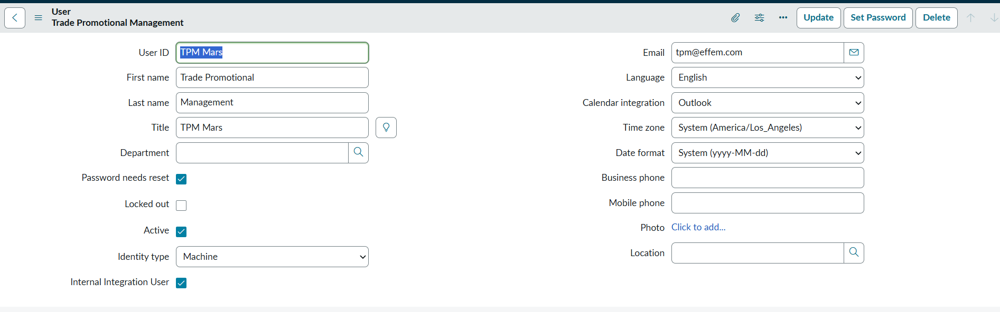 User
Trade Promotional Management
Update
Set Password
Delete
User ID TPM Mars
First name Trade Promotional
Last name Management
Title TPM Mars
Department
Password needs reset
Locked out
Active
Identity type Machine
Internal Integration User
Email tpm@effem.com
Language English
Calendar integration Outlook
Time zone System (America/Los_Angeles)
Date format System (yyyy-MM-dd)
Business phone
Mobile phone
Photo Click to add...
Location